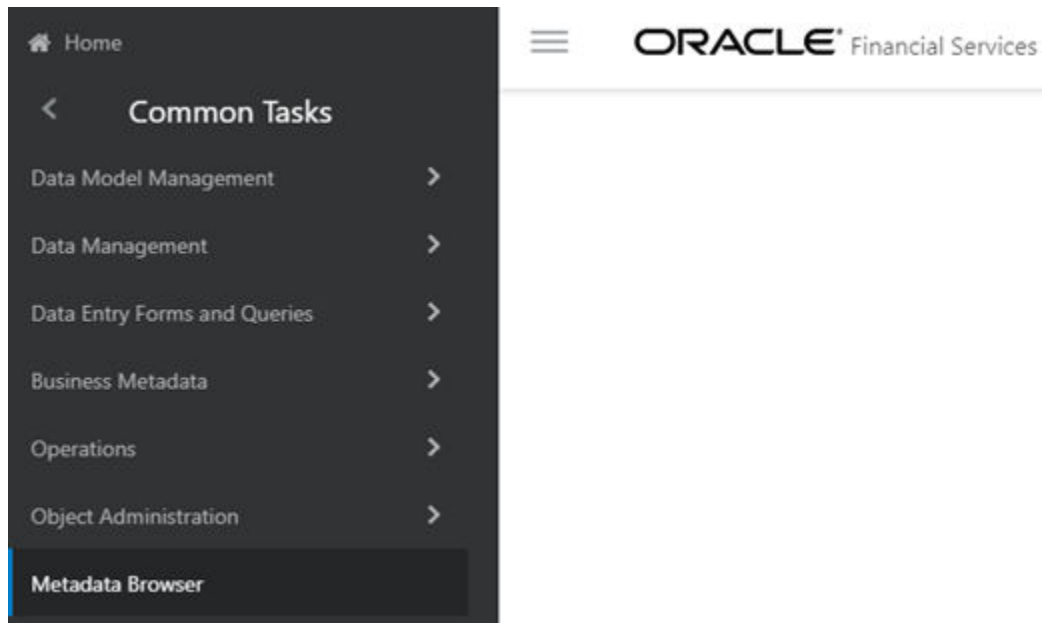 Home
ORACLE Financial Services
Common Tasks
Data Model Management
Data Management
Data Entry Forms and Queries
Business Metadata
Operations
Object Administration
Metadata Browser